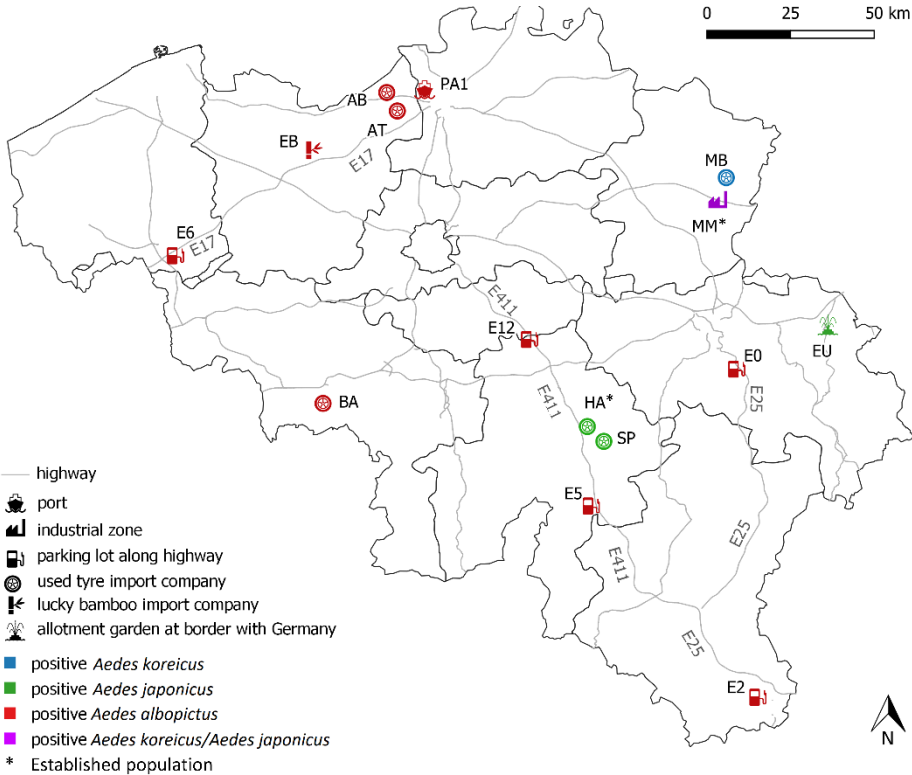 0 25 50 km
PA1
AB
AT
EB
E17
MB
MM*
E6
E17
E411
E12
EU
E0
E25
E411
HA*
BA
SP
highway
port
E5
industrial zone
E25
parking lot along highway
E411
used tyre import company
lucky bamboo import company
allotment garden at border with Germany
E25
positive Aedes koreicus
positive Aedes japonicus
E2
positive Aedes albopictus
positive Aedes koreicus/Aedes japonicus
N
* Established population